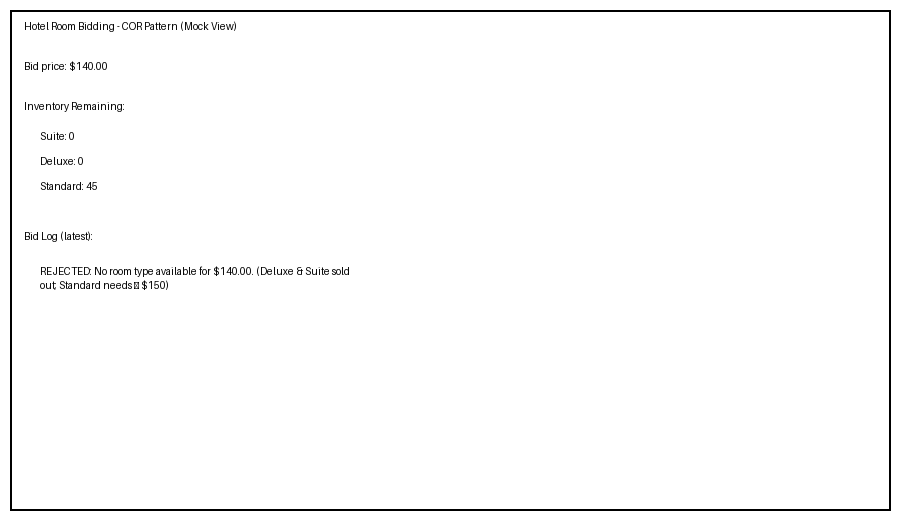 Hotel Room Bidding - COR Pattern (Mock View)
Bid price: $140.00
Inventory Remaining:
Suite: 0
Deluxe: 0
Standard: 45
Bid Log (latest):
REJECTED: No room type available for $140.00. (Deluxe & Suite sold
out; Standard needs $150)